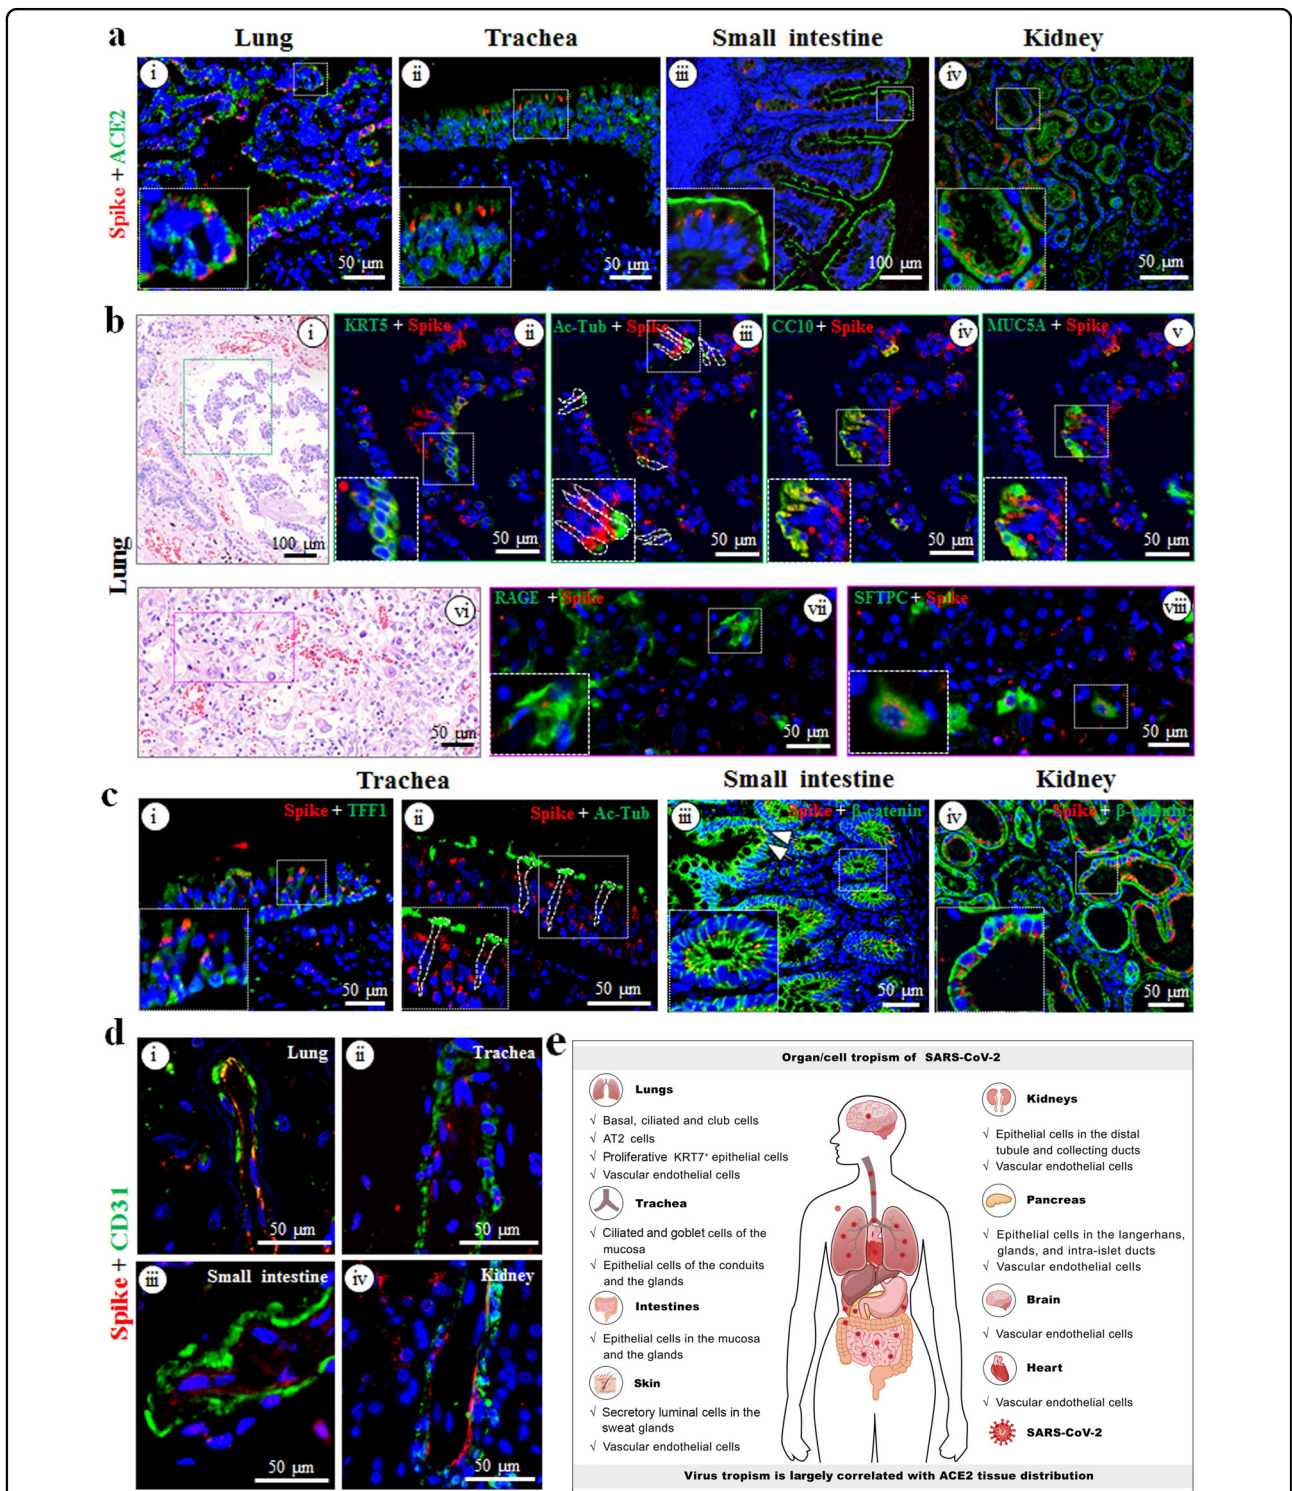 a
Lung
Trachea
Small intestine
Kidney
Spike + ACE2
i
ii
iii
iv
50 µm
50 µm
100 µm
50 µm
b
Lung
i
KRT5 + Spike
ii
Ac-Tub + Spike
iii
CC10 + Spike
iv
MUC5A + Spike
v
100 µm
50 µm
50 µm
50 µm
50 µm
vi
RAGE + Spike
vii
SFTPC + Spike
viii
50 µm
50 µm
50 µm
c
Trachea
Small intestine
Kidney
i
Spike + TFF1
ii
Spike + Ac-Tub
iii
Spike + β-catenin
iv
Spike + β-catenin
50 µm
50 µm
50 µm
50 µm
d
Spike + CD31
i
Lung
ii
Trachea
50 µm
50 µm
iii
Small intestine
iv
Kidney
50 µm
50 µm
e
Organ/cell tropism of SARS-CoV-2
Lungs
√ Basal, ciliated and club cells
√ AT2 cells
√ Proliferative KRT7⁺ epithelial cells
√ Vascular endothelial cells
Trachea
√ Ciliated and goblet cells of the
mucosa
√ Epithelial cells of the conduits
and the glands
Intestines
√ Epithelial cells in the mucosa
and the glands
Skin
√ Secretory luminal cells in the
sweat glands
√ Vascular endothelial cells
Kidneys
√ Epithelial cells in the distal
tubule and collecting ducts
√ Vascular endothelial cells
Pancreas
√ Epithelial cells in the langerhans,
glands, and intra-islet ducts
√ Vascular endothelial cells
Brain
√ Vascular endothelial cells
Heart
√ Vascular endothelial cells
SARS-CoV-2
Virus tropism is largely correlated with ACE2 tissue distribution